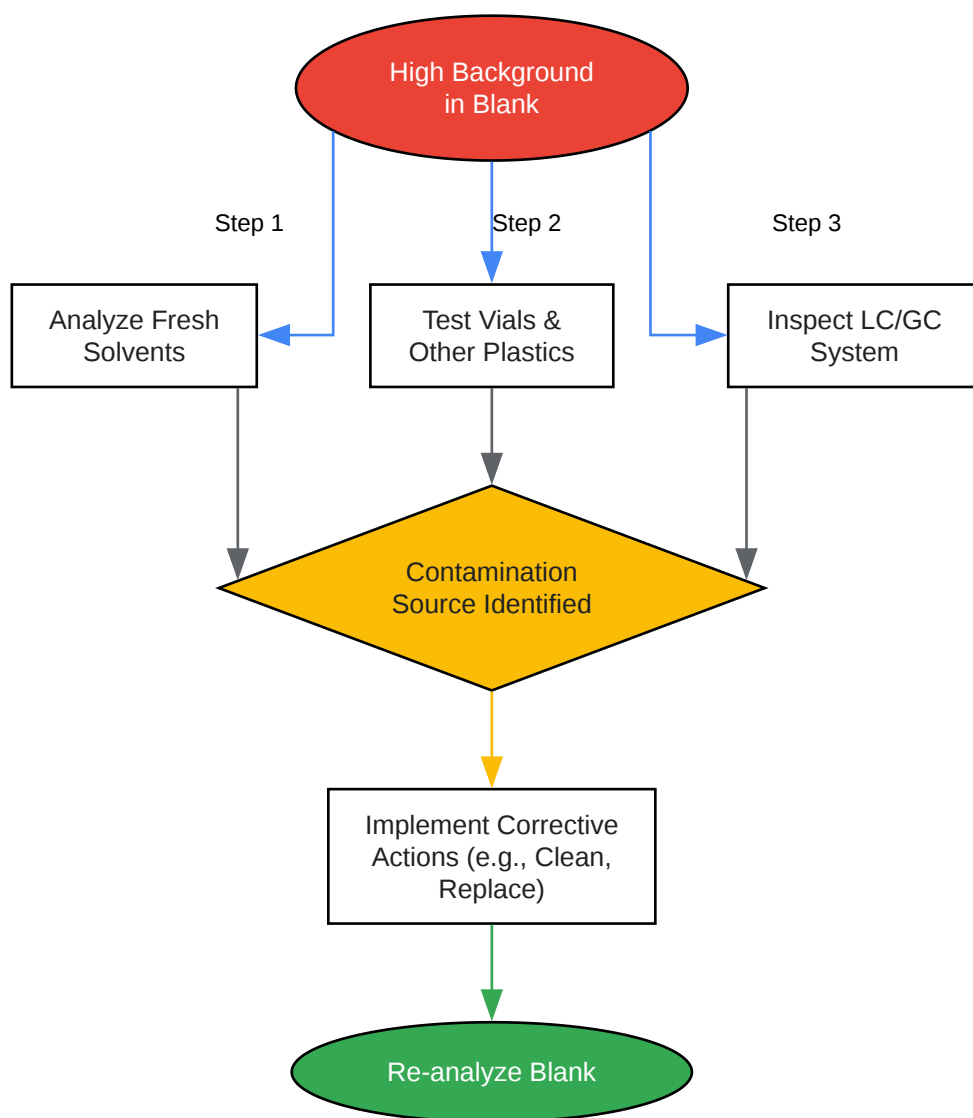 High Background
in Blank
Step 1
Step 2
Step 3
Analyze Fresh
Solvents
Test Vials &
Other Plastics
Inspect LC/GC
System
Contamination
Source Identified
Implement Corrective
Actions (e.g., Clean,
Replace)
Re-analyze Blank